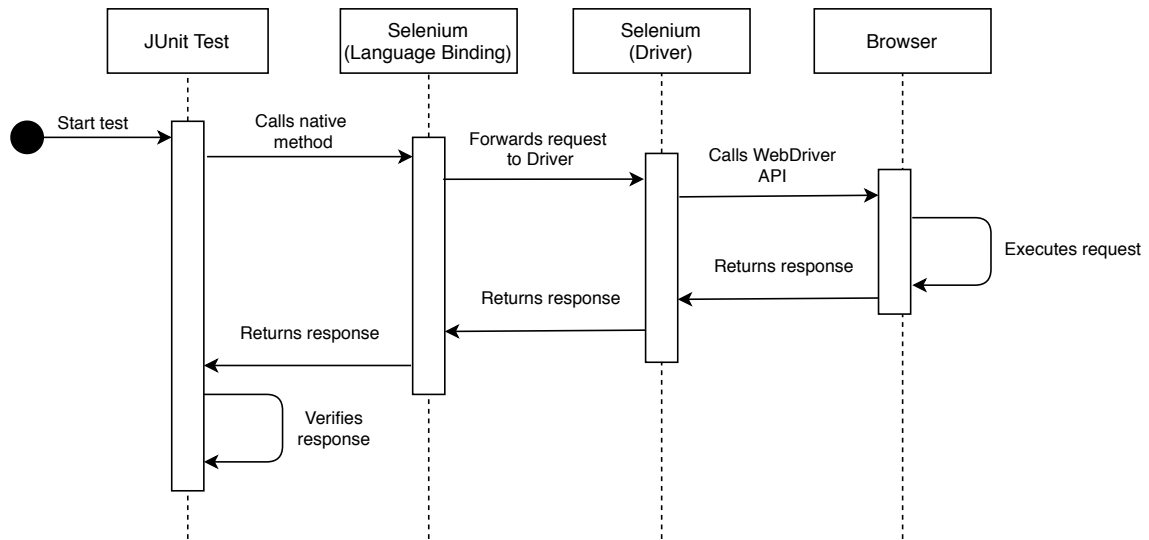 JUnit Test
Selenium
(Language Binding)
Selenium
(Driver)
Browser
Start test
Calls native
method
Forwards request
to Driver
Calls WebDriver
API
Executes request
Returns response
Returns response
Returns response
Verifies
response